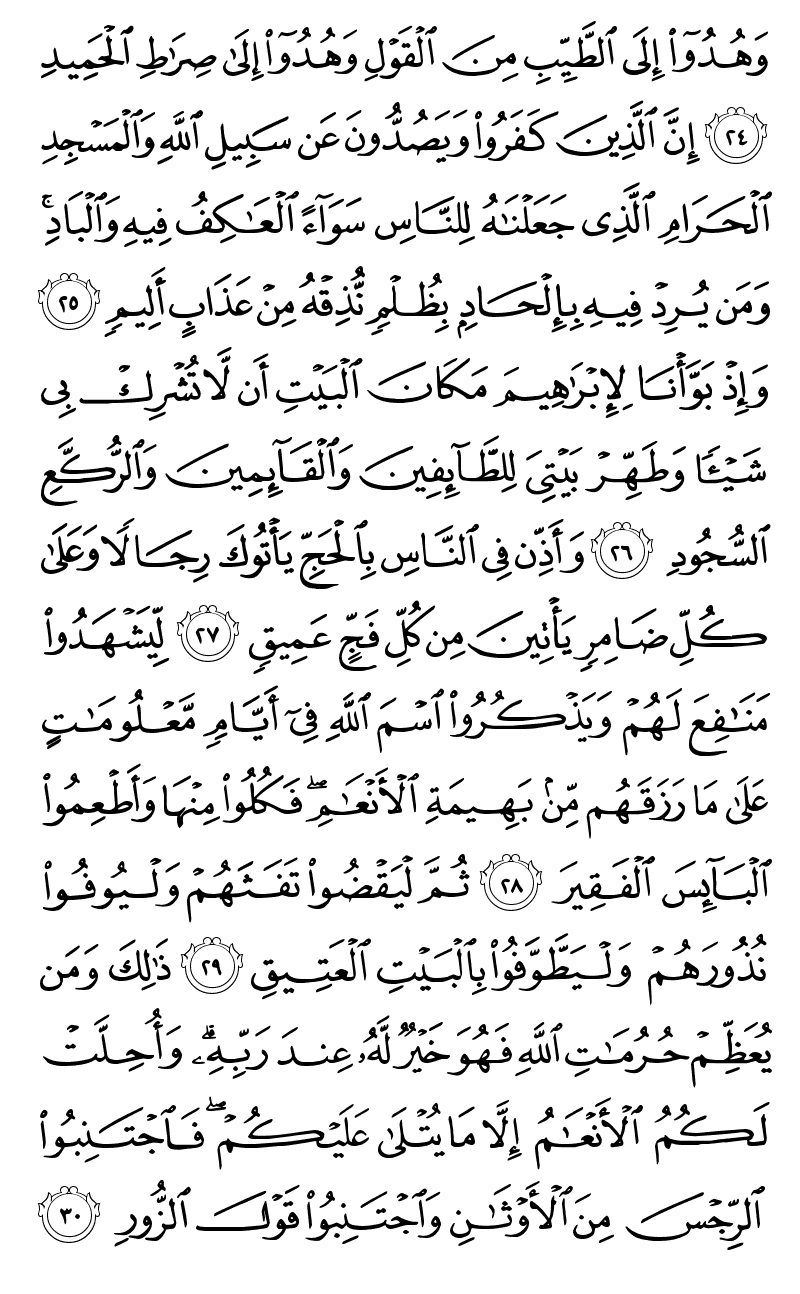 وَهُدُوٓا۟ إِلَى ٱلطَّيِّبِ مِنَ ٱلْقَوْلِ وَهُدُوٓا۟ إِلَىٰ صِرَٰطِ ٱلْحَمِيدِ
٢٤ إِنَّ ٱلَّذِينَ كَفَرُوا۟ وَيَصُدُّونَ عَن سَبِيلِ ٱللَّهِ وَٱلْمَسْجِدِ
ٱلْحَرَامِ ٱلَّذِى جَعَلْنَٰهُ لِلنَّاسِ سَوَآءً ٱلْعَٰكِفُ فِيهِ وَٱلْبَادِ ۚ
وَمَن يُرِدْ فِيهِ بِإِلْحَادٍۭ بِظُلْمٍ نُّذِقْهُ مِنْ عَذَابٍ أَلِيمٍ ٢٥
وَإِذْ بَوَّأْنَا لِإِبْرَٰهِيمَ مَكَانَ ٱلْبَيْتِ أَن لَّا تُشْرِكْ بِى
شَيْـًٔا وَطَهِّرْ بَيْتِىَ لِلطَّآئِفِينَ وَٱلْقَآئِمِينَ وَٱلرُّكَّعِ
ٱلسُّجُودِ ٢٦ وَأَذِّن فِى ٱلنَّاسِ بِٱلْحَجِّ يَأْتُوكَ رِجَالًا وَعَلَىٰ
كُلِّ ضَامِرٍ يَأْتِينَ مِن كُلِّ فَجٍّ عَمِيقٍ ٢٧ لِّيَشْهَدُوا۟
مَنَٰفِعَ لَهُمْ وَيَذْكُرُوا۟ ٱسْمَ ٱللَّهِ فِىٓ أَيَّامٍ مَّعْلُومَٰتٍ
عَلَىٰ مَا رَزَقَهُم مِّنۢ بَهِيمَةِ ٱلْأَنْعَٰمِ ۖ فَكُلُوا۟ مِنْهَا وَأَطْعِمُوا۟
ٱلْبَآئِسَ ٱلْفَقِيرَ ٢٨ ثُمَّ لْيَقْضُوا۟ تَفَثَهُمْ وَلْيُوفُوا۟
نُذُورَهُمْ وَلْيَطَّوَّفُوا۟ بِٱلْبَيْتِ ٱلْعَتِيقِ ٢٩ ذَٰلِكَ وَمَن
يُعَظِّمْ حُرُمَٰتِ ٱللَّهِ فَهُوَ خَيْرٌ لَّهُۥ عِندَ رَبِّهِۦ ۗ وَأُحِلَّتْ
لَكُمُ ٱلْأَنْعَٰمُ إِلَّا مَا يُتْلَىٰ عَلَيْكُمْ ۖ فَٱجْتَنِبُوا۟
ٱلرِّجْسَ مِنَ ٱلْأَوْثَٰنِ وَٱجْتَنِبُوا۟ قَوْلَ ٱلزُّورِ ٣٠